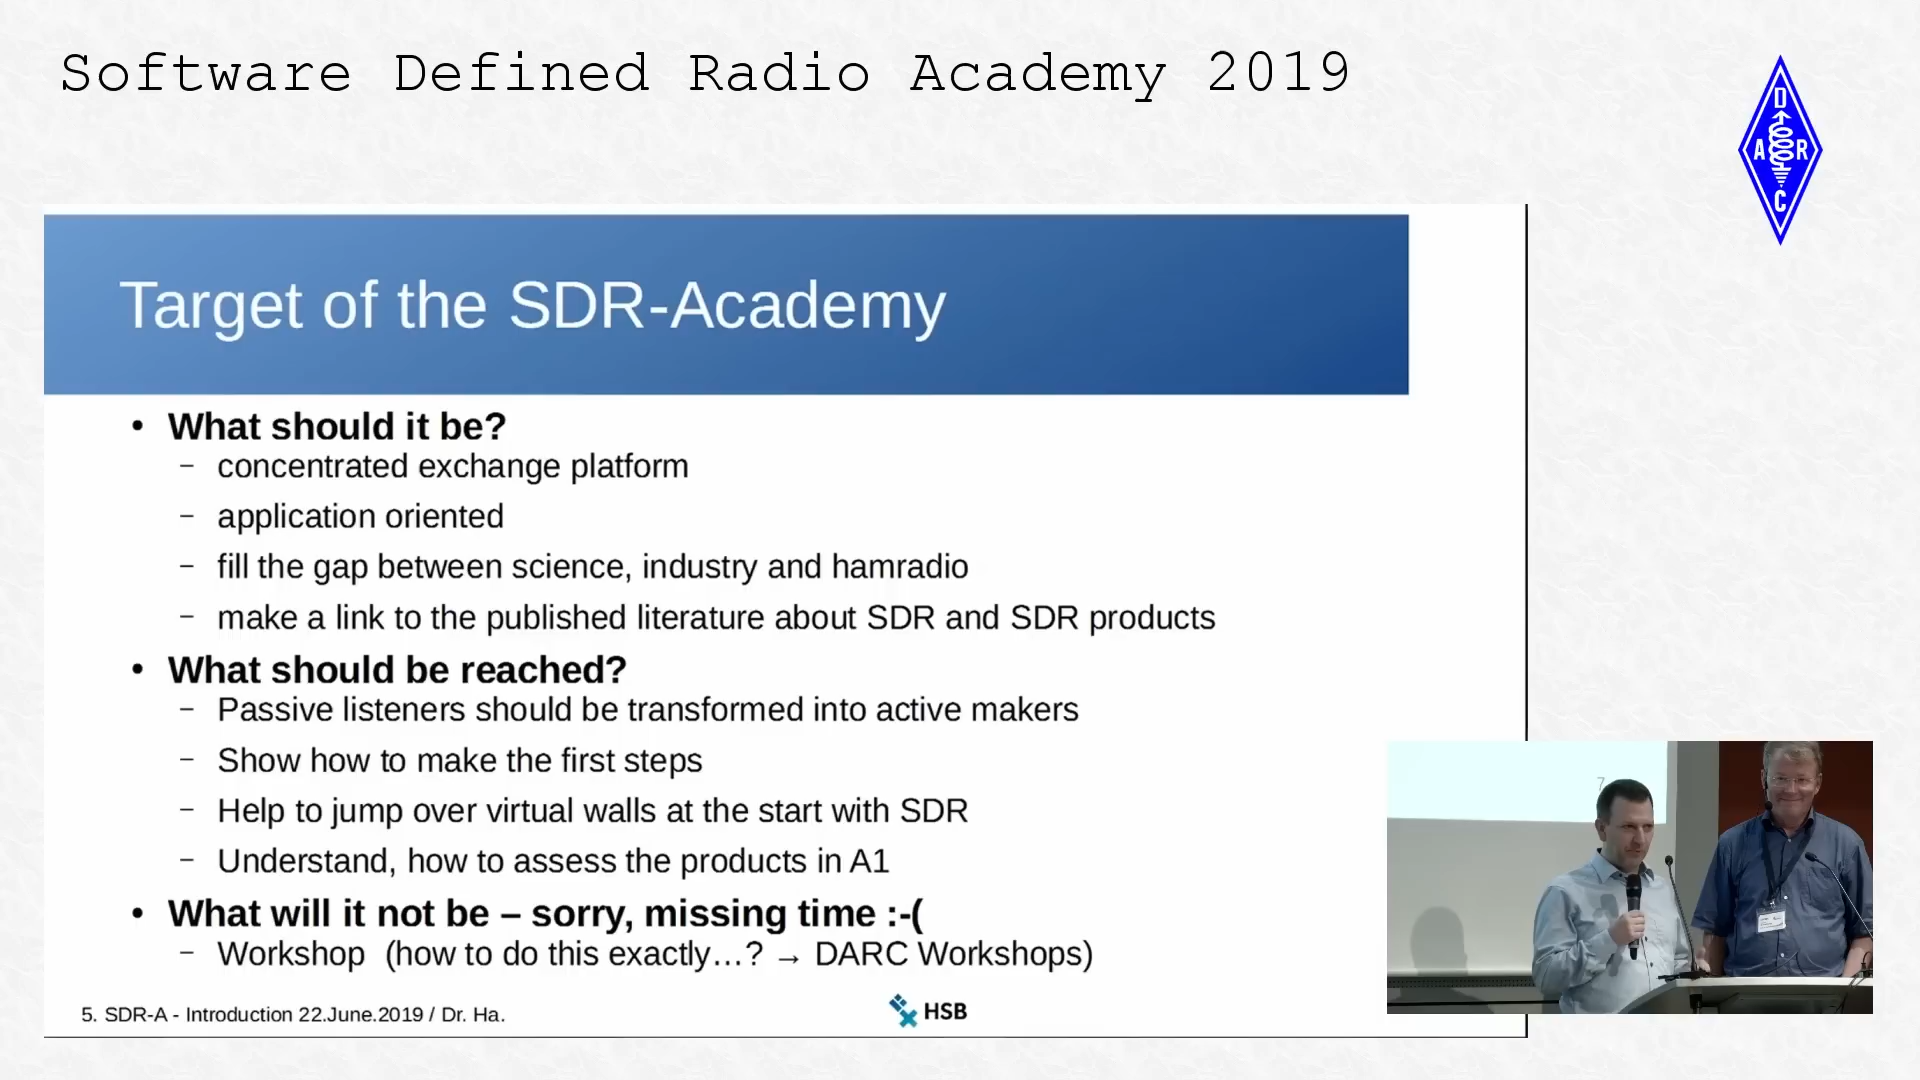 Software Defined Radio Academy 2019
D
A R
C
Target of the SDR-Academy
• What should it be?
– concentrated exchange platform
– application oriented
– fill the gap between science, industry and hamradio
– make a link to the published literature about SDR and SDR products
• What should be reached?
– Passive listeners should be transformed into active makers
– Show how to make the first steps
– Help to jump over virtual walls at the start with SDR
– Understand, how to assess the products in A1
• What will it not be – sorry, missing time :-(
– Workshop (how to do this exactly…? → DARC Workshops)
5. SDR-A - Introduction 22.June.2019 / Dr. Ha.
HSB
7